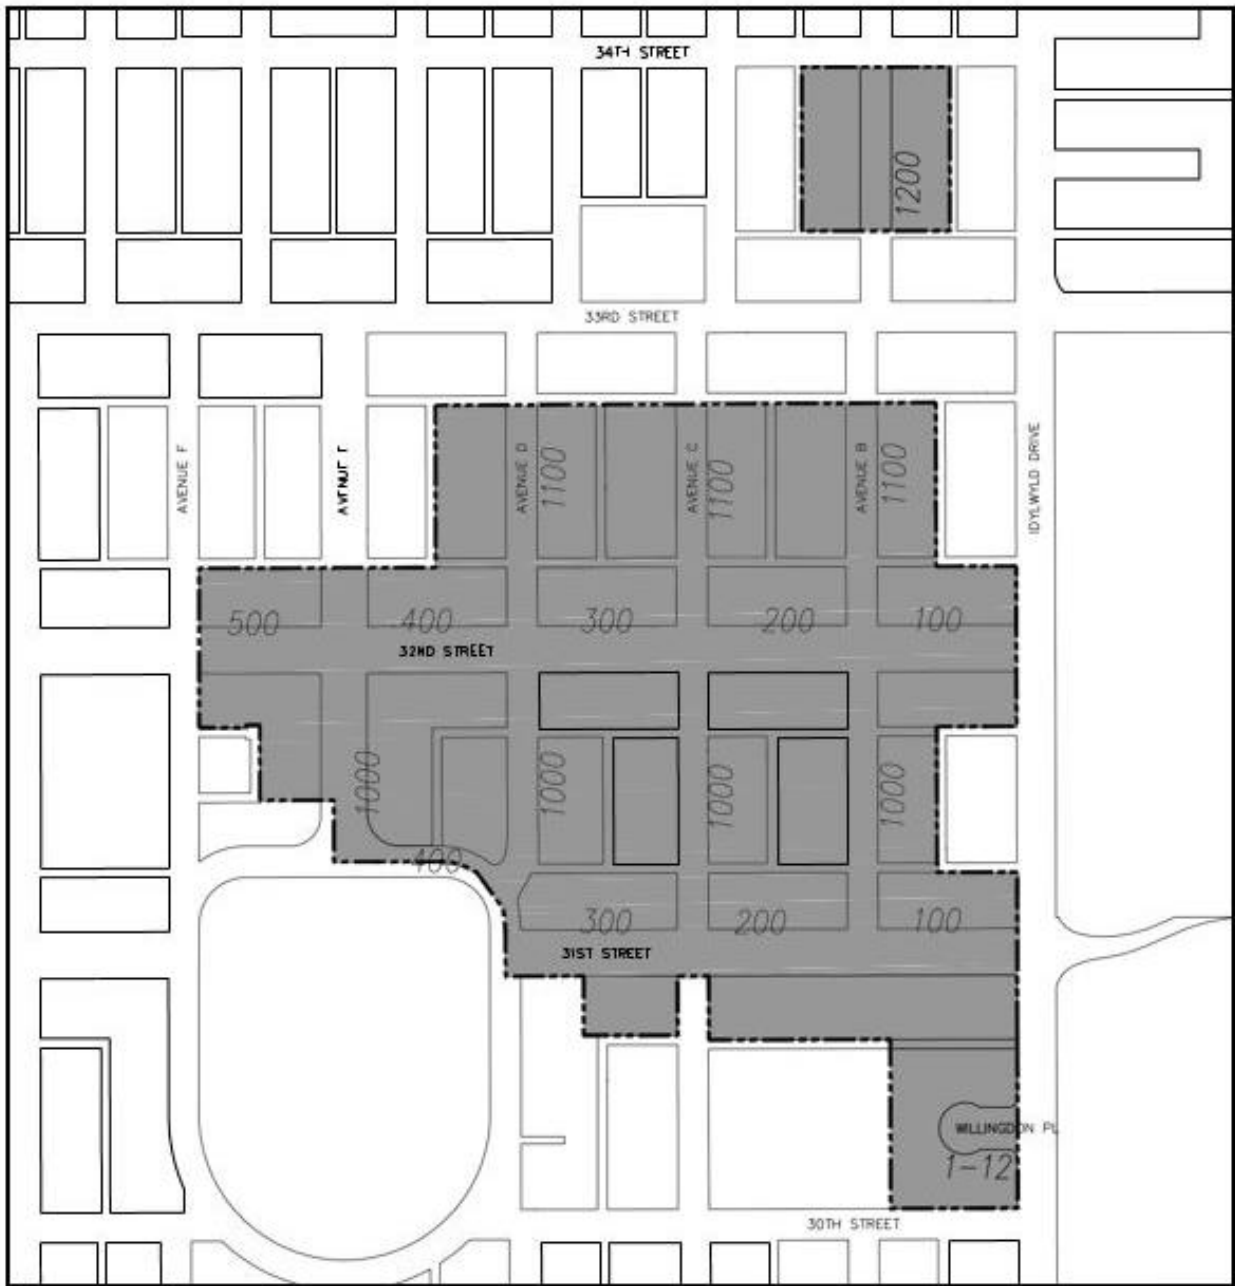 34TH STREET
1200
33RD STREET
AVENUE F
AVENUE E
AVENUE D
1100
AVENUE C
1100
AVENUE B
1100
IDYLWYLD DRIVE
500
400
300
200
100
32ND STREET
1000
1000
1000
1000
400
300
200
100
31ST STREET
WILLINGDON PL
1-12
30TH STREET